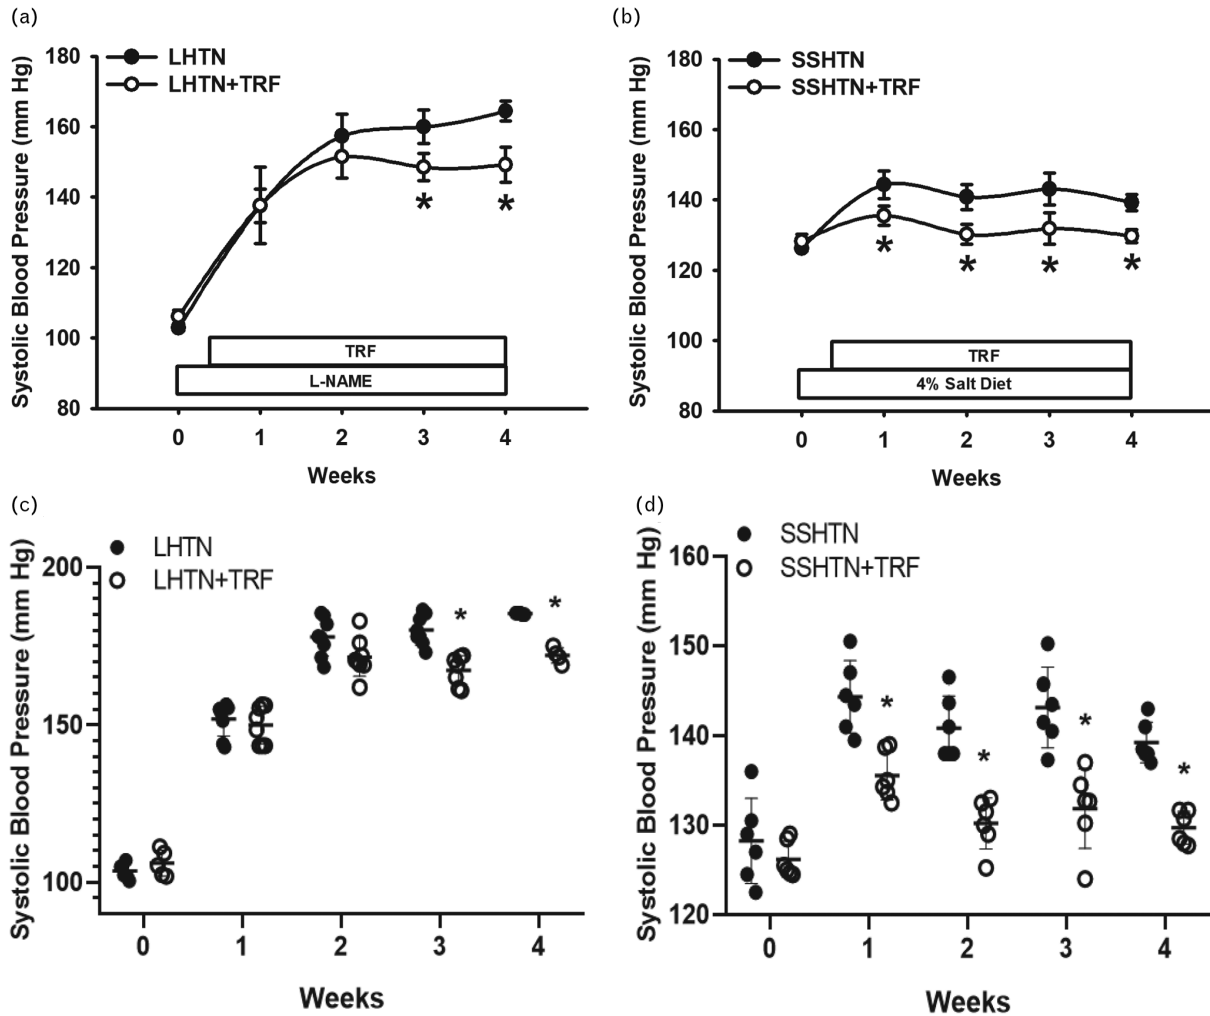 (a)
Systolic Blood Pressure (mm Hg)
180
160
140
120
100
80
LHTN
LHTN+TRF
*
*
TRF
L-NAME
0
1
2
3
4
Weeks
(b)
Systolic Blood Pressure (mm Hg)
180
160
140
120
100
80
SSHTN
SSHTN+TRF
*
*
*
*
TRF
4% Salt Diet
0
1
2
3
4
Weeks
(c)
Systolic Blood Pressure (mm Hg)
200
150
100
LHTN
LHTN+TRF
*
*
0
1
2
3
4
Weeks
(d)
Systolic Blood Pressure (mm Hg)
160
150
140
130
120
SSHTN
SSHTN+TRF
*
*
*
*
0
1
2
3
4
Weeks